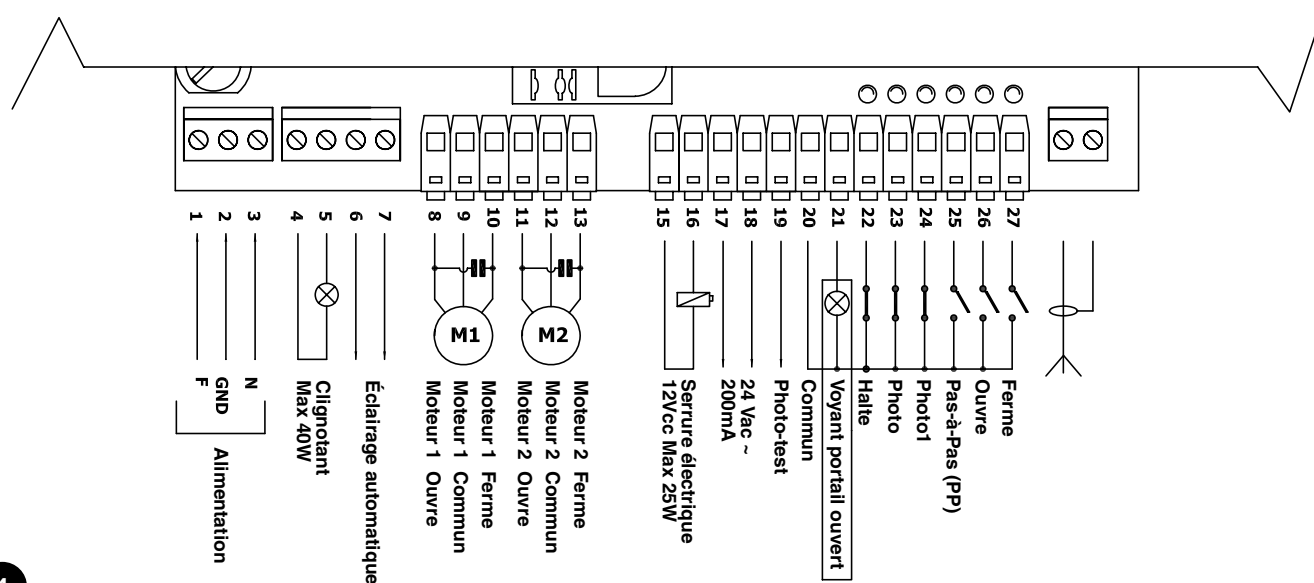 1
2
3
4
5
6
7
8
9
10
11
12
13
15
16
17
18
19
20
21
22
23
24
25
26
27
M1
M2
F
GND
N
Alimentation
Clignotant
Max 40W
Éclairage automatique
Moteur 1 Ouvre
Moteur 1 Commun
Moteur 1 Ferme
Moteur 2 Ouvre
Moteur 2 Commun
Moteur 2 Ferme
Serrure électrique
12Vcc Max 25W
24 Vac ~
200mA
Photo-test
Commun
Voyant portail ouvert
Halte
Photo
Photo1
Pas-à-Pas (PP)
Ouvre
Ferme